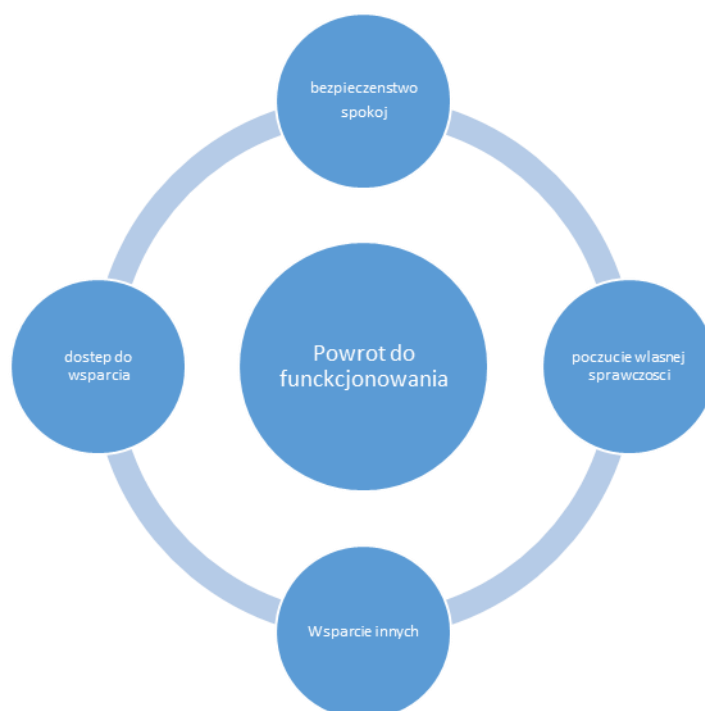 bezpieczenstwo
spokoj
dostep do
wsparcia
Powrot do
funckcjonowania
poczucie wlasnej
sprawczosci
Wsparcie innych